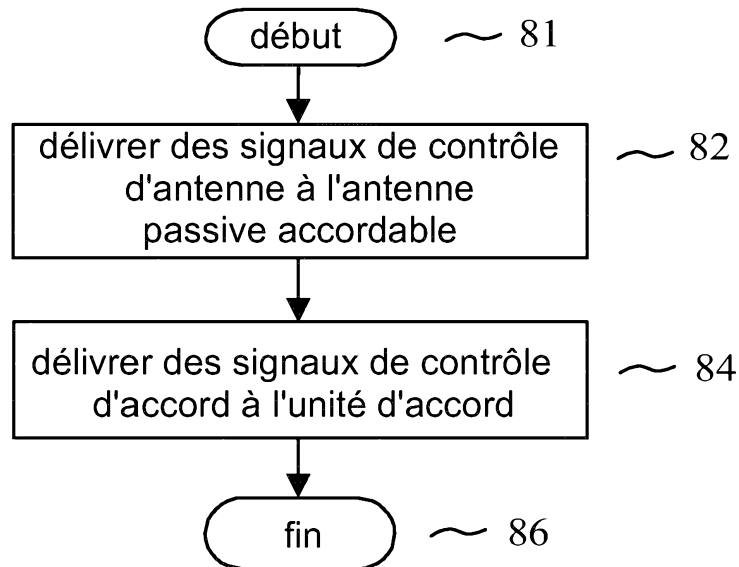 début 81
délivrer des signaux de contrôle 82
d'antenne à l'antenne
passive accordable
délivrer des signaux de contrôle 84
d'accord à l'unité d'accord
fin 86